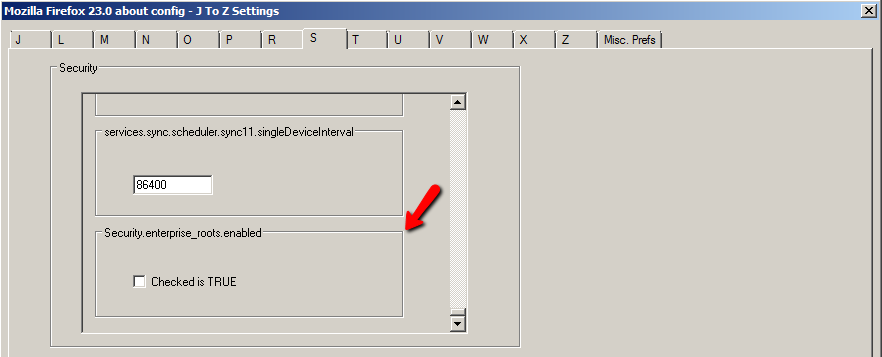 Mozilla Firefox 23.0 about config - J To Z Settings
J L M N O P R S T U V W X Z Misc. Prefs
Security
services.sync.scheduler.sync11.singleDeviceInterval
86400
Security.enterprise_roots.enabled
Checked is TRUE